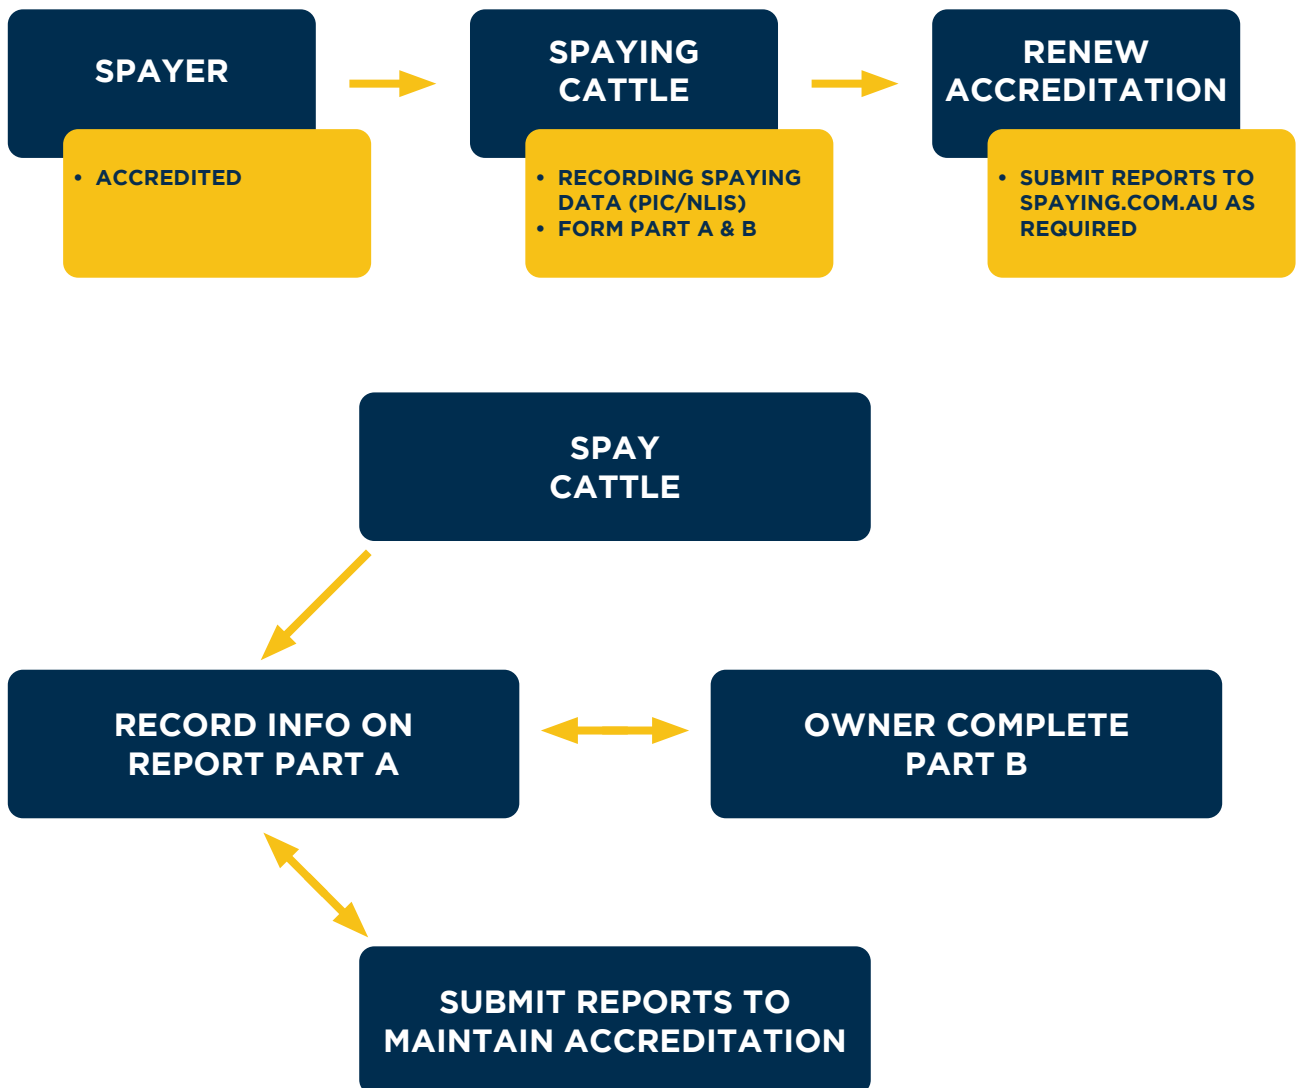 SPAYER
SPAYING
CATTLE
RENEW
ACCREDITATION
• ACCREDITED
• RECORDING SPAYING
DATA (PIC/NLIS)
• FORM PART A & B
• SUBMIT REPORTS TO
SPAYING.COM.AU AS
REQUIRED
SPAY
CATTLE
RECORD INFO ON
REPORT PART A
OWNER COMPLETE
PART B
SUBMIT REPORTS TO
MAINTAIN ACCREDITATION